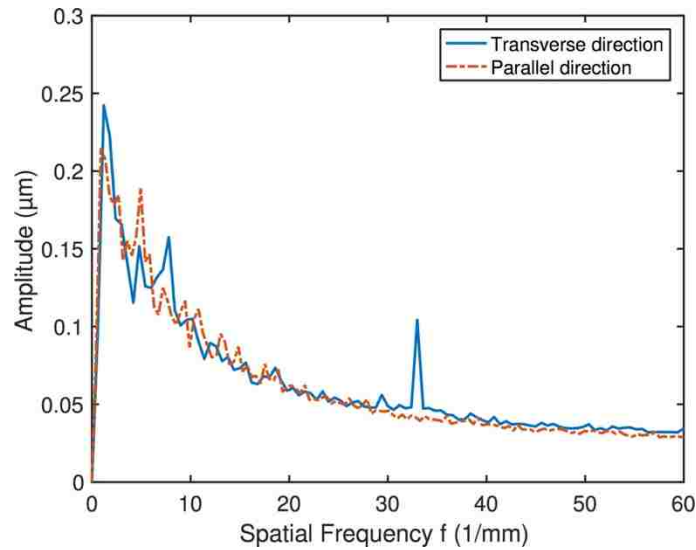 0.3
Transverse direction
Parallel direction
0.25
0.2
0.15
0.1
0.05
0
0 10 20 30 40 50 60
Amplitude (μm)
Spatial Frequency f (1/mm)